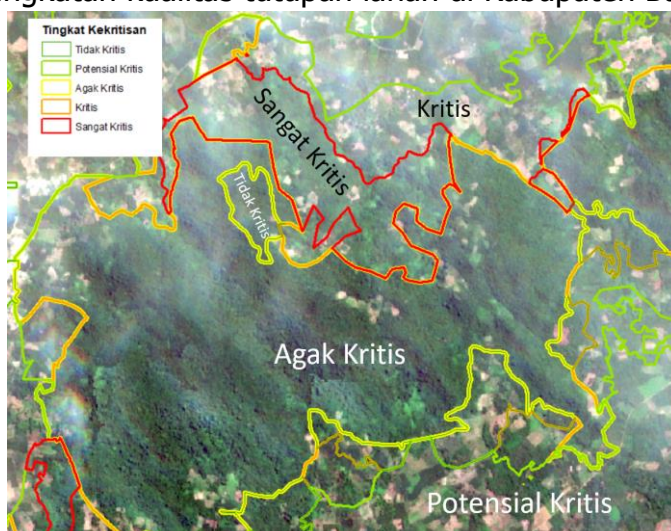 Tingkat Kekritisan
Tidak Kritis
Potensial Kritis
Agak Kritis
Kritis
Sangat Kritis
Kritis
Sangat Kritis
Tidak Kritis
Agak Kritis
Potensial Kritis